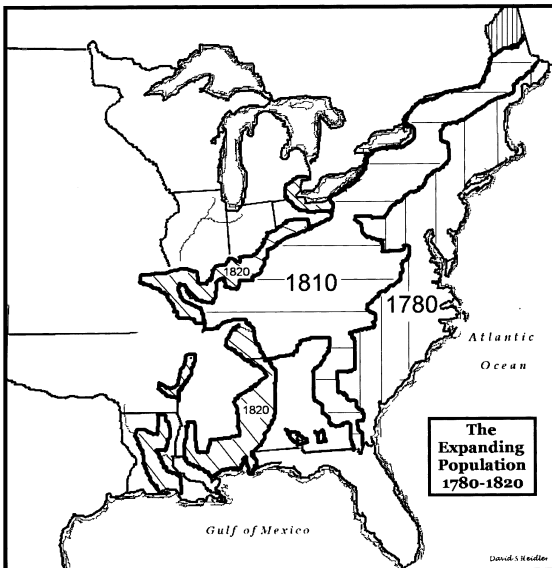 1820
1810
1780
Atlantic
Ocean
1820
The
Expanding
Population
1780-1820
Gulf of Mexico
David S Heidler